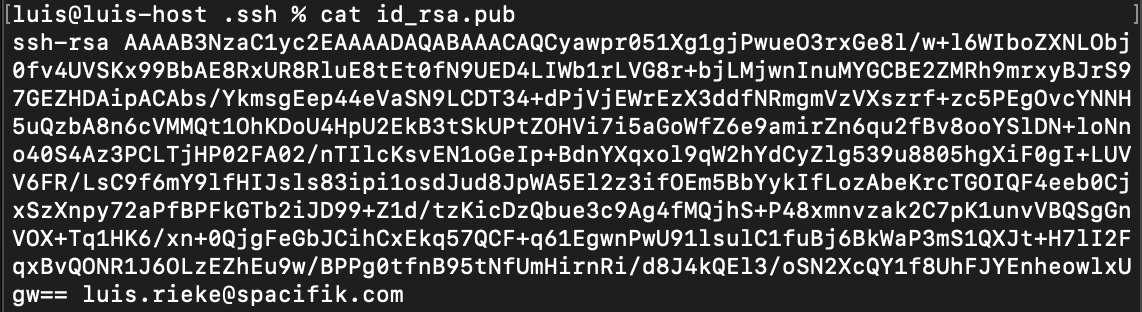 [luis@luis-host .ssh % cat id_rsa.pub ]
ssh-rsa AAAAB3NzaC1yc2EAAAADAQABAAACAQCyawpr051Xg1gjPwueO3rxGe8l/w+l6WIboZXNLObj
0fv4UVSKx99BbAE8RxUR8RluE8tEt0fN9UED4LIWb1rLVG8r+bjLMjwnInuMYGCBE2ZMRh9mrxyBJrS9
7GEZHDAipACAbs/YkmsgEep44eVaSN9LCDT34+dPjVjEWrEzX3ddfNRmgmVzVXszrf+zc5PEgOvcYNNH
5uQzbA8n6cVMMQt1OhKDoU4HpU2EkB3tSkUPtZOHVi7i5aGoWfZ6e9amirZn6qu2fBv8ooYSlDN+loNn
o40S4Az3PCLTjHP02FA02/nTIlcKsvEN1oGeIp+BdnYXqxol9qW2hYdCyZlg539u8805hgXiF0gI+LUV
V6FR/LsC9f6mY9lfHIJsls83ipi1osdJud8JpWA5El2z3ifOEm5BbYykIfLozAbeKrcTGOIQF4eeb0Cj
xSzXnpy72aPfBPFkGTb2iJD99+Z1d/tzKicDzQbue3c9Ag4fMQjhS+P48xmnvzak2C7pK1unvVBQSgGn
VOX+Tq1HK6/xn+0QjgFeGbJCihCxEkq57QCF+q61EgwnPwU91lsulC1fuBj6BkWaP3mS1QXJt+H7lI2F
qxBvQONR1J6OLzEZhEu9w/BPPg0tfnB95tNfUmHirnRi/d8J4kQEl3/oSN2XcQY1f8UhFJYEnheowlxU
gw== luis.rieke@spacifik.com